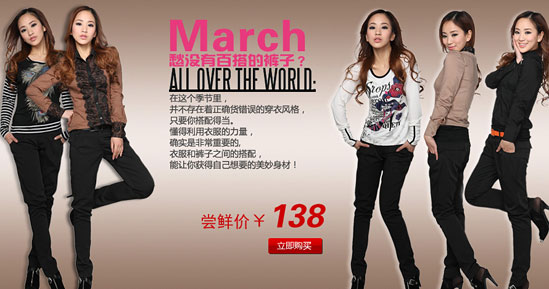 March
愁没有百搭的裤子？
ALL OVER THE WORLD:
在这个季节里，
并不存在着正确货错误的穿衣风格，
只要你搭配得当。
懂得利用衣服的力量，
确实是非常重要的，
衣服和裤子之间的搭配，
能让你获得自己想要的美妙身材！
尝鲜价￥138
立即购买